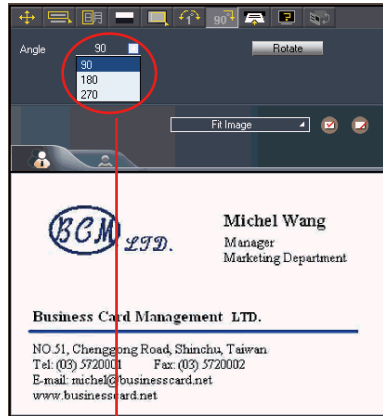 90°
Angle 90 Rotate
90
180
270
Fit Image
BCM LTD.
Michel Wang
Manager
Marketing Department
Business Card Management LTD.
NO.51, Chenggong Road, Shinchu, Taiwan
Tel: (03) 5720001 Fax: (03) 5720002
E-mail: michel@businesscard.net
www.businesscard.net